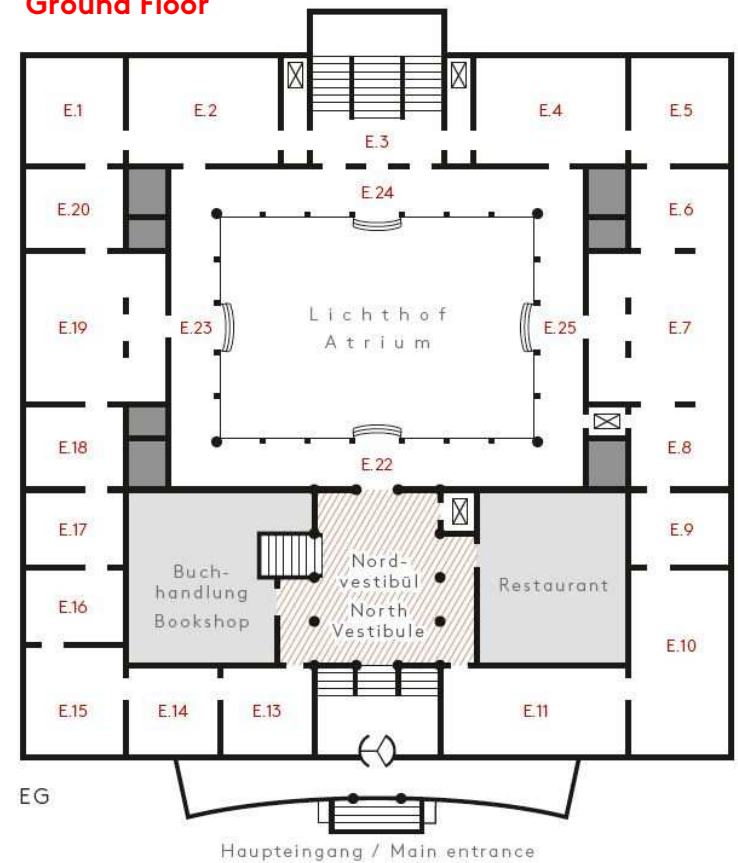 Ground Floor
E.1
E.2
E.4
E.5
E.3
E.24
E.20
E.6
Lichthof
Atrium
E.19
E.23
E.25
E.7
E.18
E.8
E.22
E.17
E.9
Buch-
handlung
Bookshop
Nord-
vestibül
North
Vestibule
Restaurant
E.16
E.10
E.15
E.14
E.13
E.11
EG
Haupteingang / Main entrance